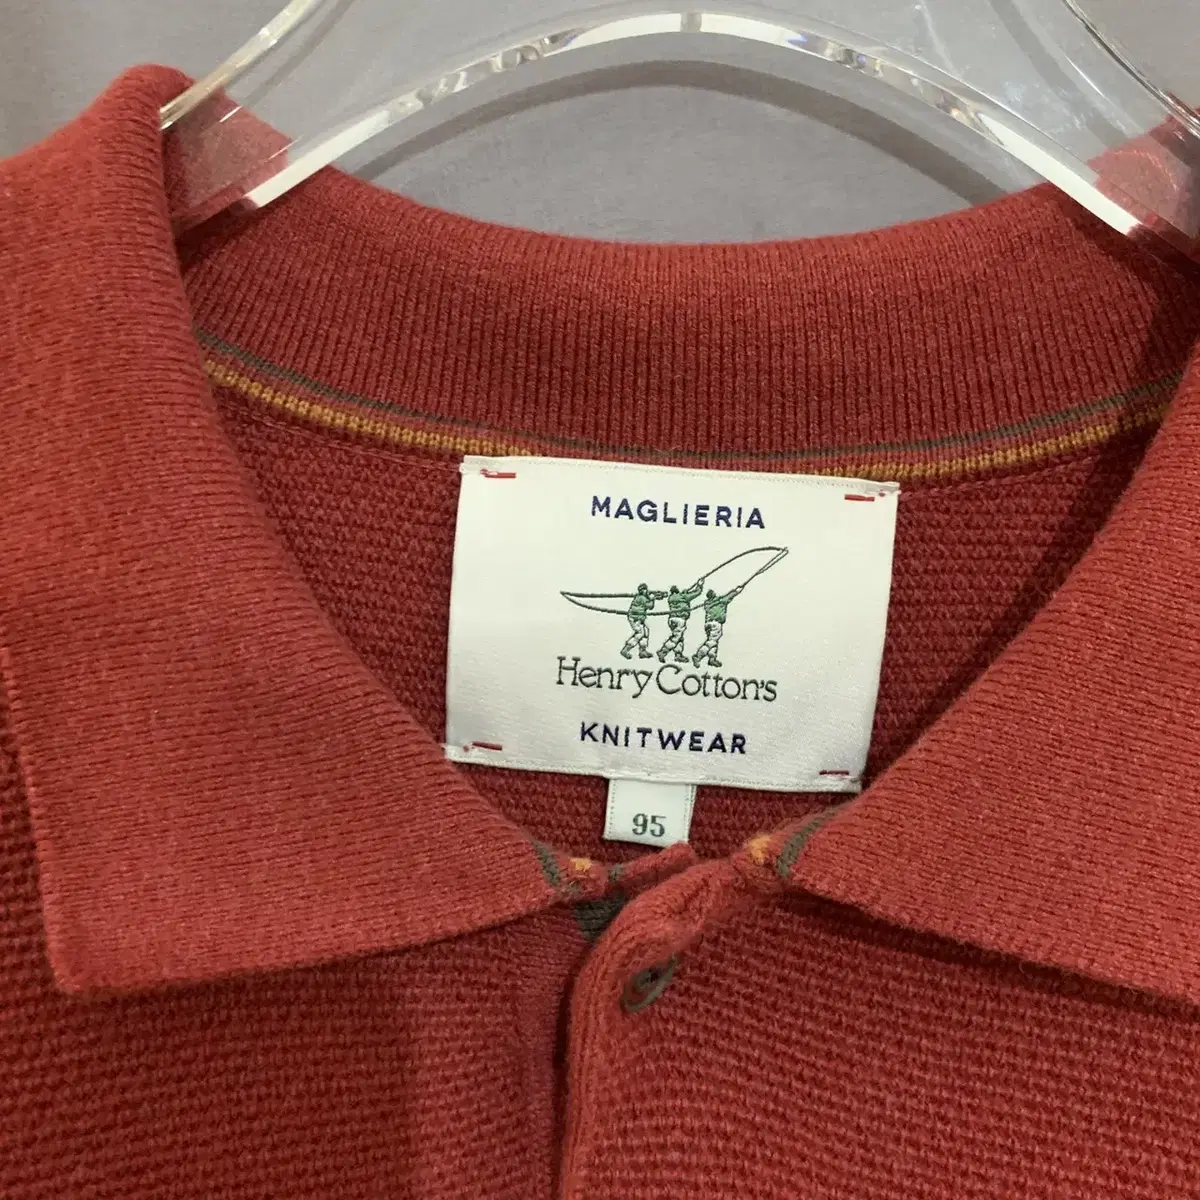 MAGLIERIA
Henry Cotton's
KNITWEAR
95